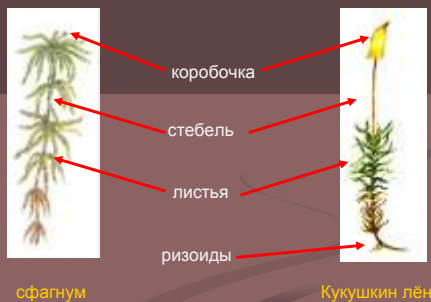 коробочка
стебель
листья
ризоиды
сфагнум
Кукушкин лён